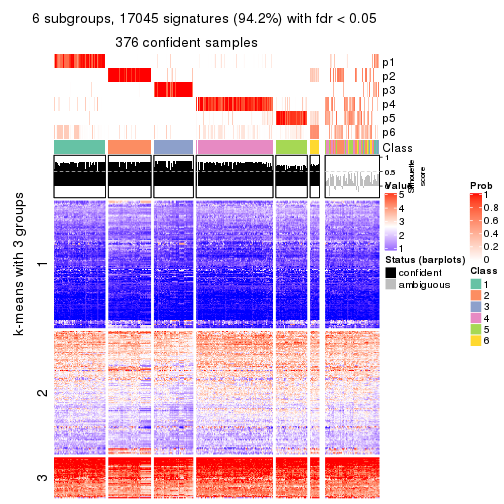 6 subgroups, 17045 signatures (94.2%) with fdr < 0.05
376 confident samples
p1
p2
p3
p4
p5
p6
Class
1
0.5
0
Silhouette
score
k-means with 3 groups
1
2
3
Value
5
4
3
2
1
Status (barplots)
confident
ambiguous
Prob
1
0.8
0.6
0.4
0.2
0
Class
1
2
3
4
5
6